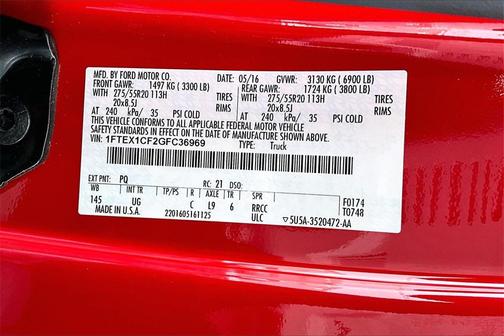 MFD. BY FORD MOTOR CO. 05/16 GVWR: 3130 KG ( 6900 LB)
FRONT GAWR: 1497 KG ( 3300 LB) REAR GAWR: 1724 KG ( 3800 LB)
WITH 275/55R20 113H WITH 275/55R20 113H
20x8.5J 20x8.5J
AT 240 kPa/ 35 PSI COLD AT 240 kPa/ 35 PSI COLD
THIS VEHICLE CONFORMS TO ALL APPLICABLE FEDERAL MOTOR VEHICLE SAFETY
STANDARDS IN EFFECT ON THE DATE OF MANUFACTURE SHOWN ABOVE.
VIN: 1FTEX1CF2GFC36969
TYPE: Truck
EXT PNT: PQ RC: 21 DSO:
WB INT TR TP/PS R AXLE TR SPR F0174
145 UG C L9 6 RRCC T0748
MADE IN U.S.A. 2201605161125 ULC ▽5U5A-3520472-AA